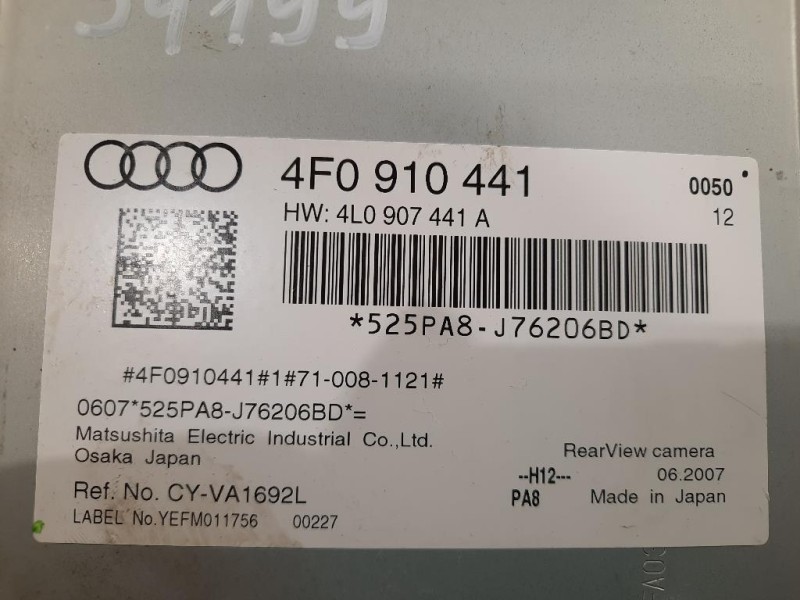 4F0 910 441 0050
HW: 4L0 907 441 A 12
*525PA8-J76206BD*
#4F0910441#1#71-008-1121#
0607*525PA8-J76206BD*=
Matsushita Electric Industrial Co.,Ltd.
Osaka Japan
RearView camera
--H12--- 06.2007
Ref. No. CY-VA1692L
PA8 Made in Japan
LABEL No.YEFM011756 00227